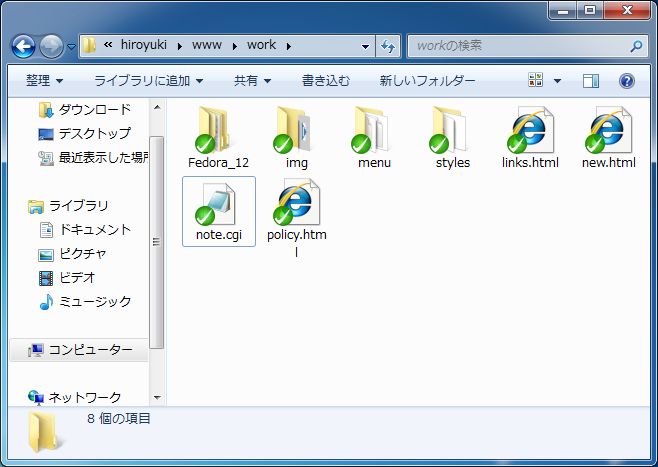 « hiroyuki ▸ www ▸ work ▸
workの検索
整理 ▼ ライブラリに追加 ▼ 共有 ▼ 書き込む 新しいフォルダー
ダウンロード
デスクトップ
最近表示した場所
ライブラリ
ドキュメント
ピクチャ
ビデオ
ミュージック
コンピューター
ネットワーク
Fedora_12 img menu styles links.html new.html
note.cgi policy.htm
l
8 個の項目